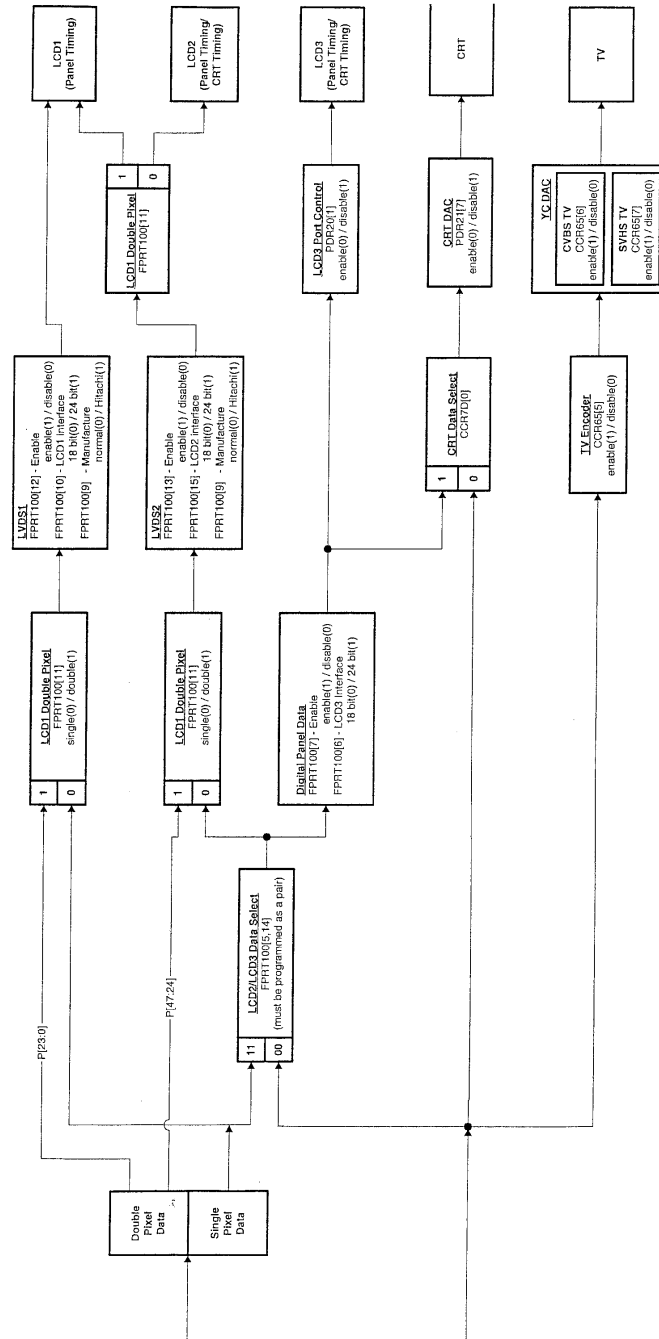 Double
Pixel
Data
Single
Pixel
Data
P[23:0]
P[47:24]
11
00
LCD2/LCD3 Data Select
FPRT100[5,14]
(must be programmed as a pair)
1
0
LCD1 Double Pixel
FPRT100[11]
single(0) / double(1)
1
0
LCD1 Double Pixel
FPRT100[11]
single(0) / double(1)
Digital Panel Data
FPRT100[7] - Enable
enable(1) / disable(0)
FPRT100[6] - LCD3 Interface
18 bit(0) / 24 bit(1)
LVDS1
FPRT100[12] - Enable
enable(1) / disable(0)
FPRT100[10] - LCD1 Interface
18 bit(0) / 24 bit(1)
FPRT100[9] - Manufacture
normal(0) / Hitachi(1)
LVDS2
FPRT100[13] - Enable
enable(1) / disable(0)
FPRT100[15] - LCD2 Interface
18 bit(0) / 24 bit(1)
FPRT100[9] - Manufacture
normal(0) / Hitachi(1)
1
0
CRT Data Select
CCR7D[0]
TV Encoder
CCR65[5]
enable(1) / disable(0)
LCD1 Double Pixel
FPRT100[11]
1
0
LCD3 Port Control
PDR20[1]
enable(0) / disable(1)
CRT DAC
PDR21[7]
enable(0) / disable(1)
YC DAC
CVBS TV
CCR65[6]
enable(1) / disable(0)
SVHS TV
CCR65[7]
enable(1) / disable(0)
LCD1
(Panel Timing)
LCD2
(Panel Timing/
CRT Timing)
LCD3
(Panel Timing/
CRT Timing)
CRT
TV